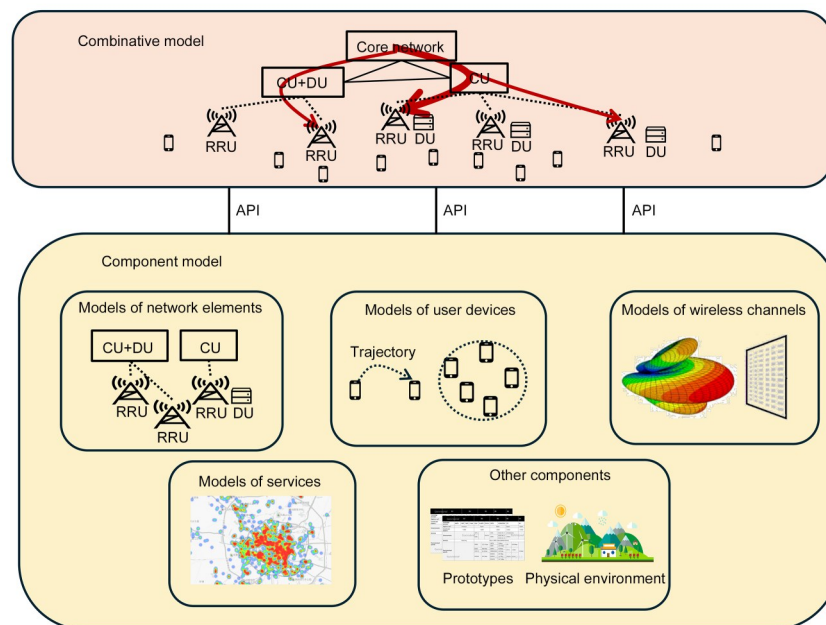 Combinative model
Core network
CU+DU
CU
RRU
RRU
RRU
DU
RRU
DU
RRU
DU
API
API
API
Component model
Models of network elements
CU+DU
CU
RRU
RRU
RRU
DU
Models of user devices
Trajectory
Models of wireless channels
Models of services
Other components
Prototypes
Physical environment